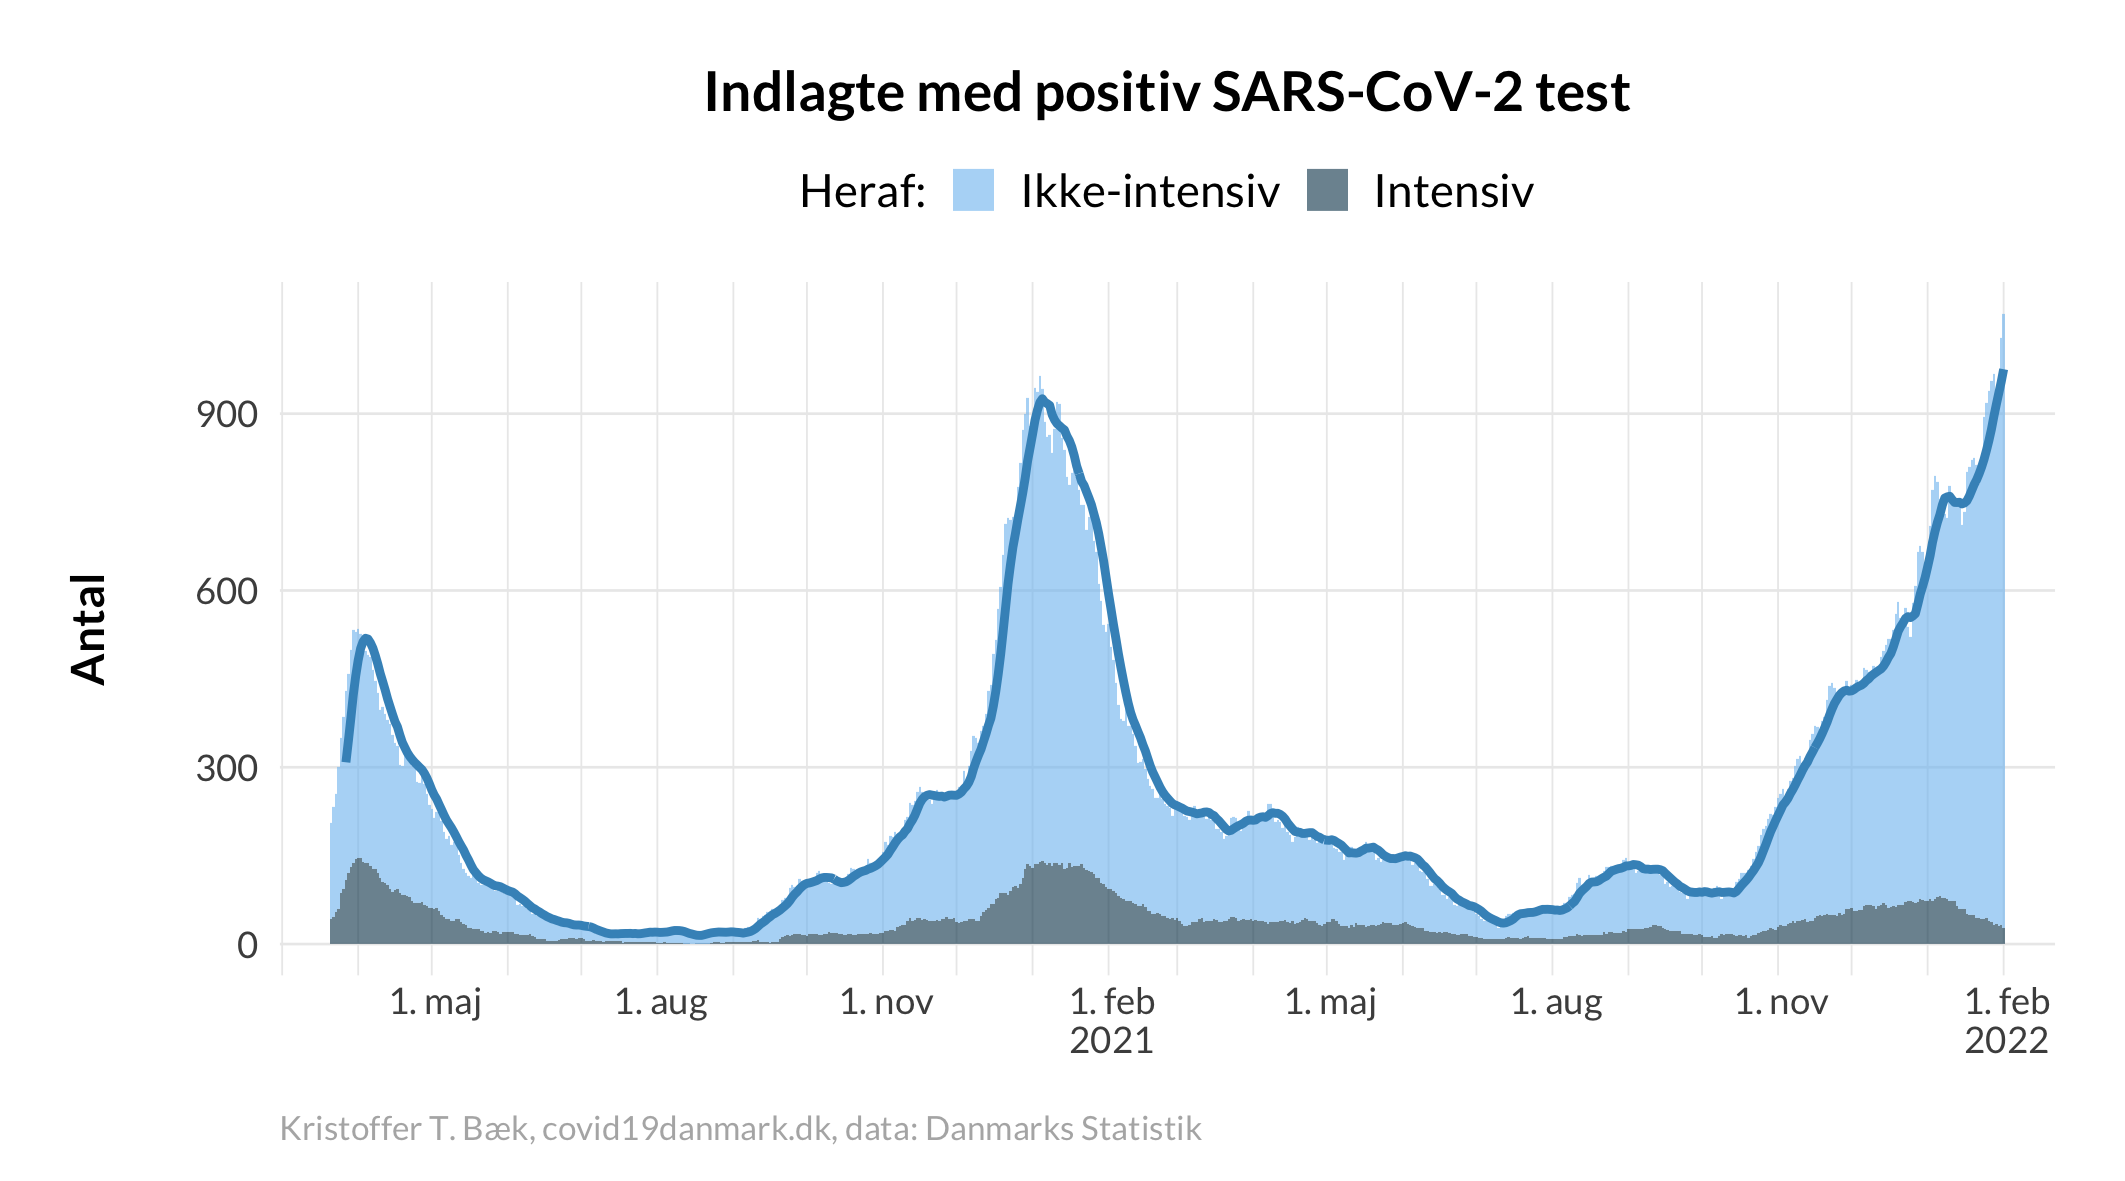 Indlagte med positiv SARS-CoV-2 test
Heraf: Ikke-intensiv Intensiv
Antal
900
600
300
0
1. maj 1. aug 1. nov 1. feb 1. maj 1. aug 1. nov 1. feb
2021 2022
Kristoffer T. Bæk, covid19danmark.dk, data: Danmarks Statistik